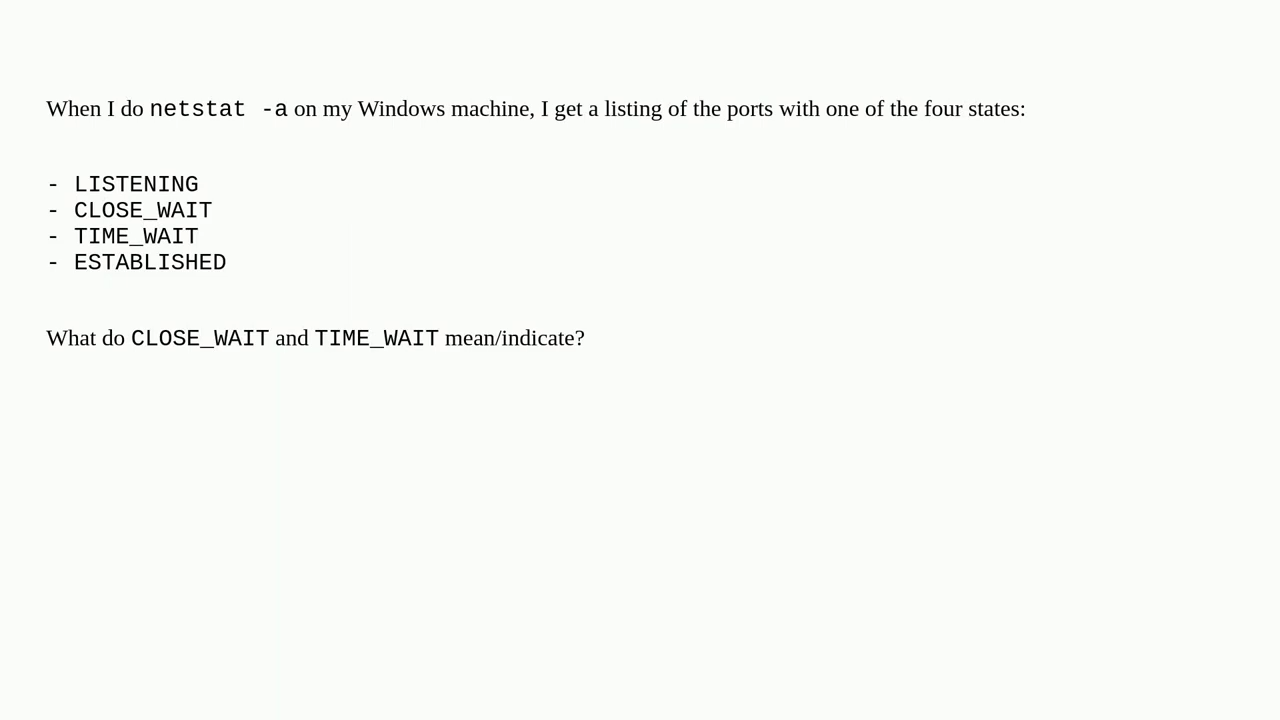 When I do netstat -a on my Windows machine, I get a listing of the ports with one of the four states:
- LISTENING
- CLOSE_WAIT
- TIME_WAIT
- ESTABLISHED
What do CLOSE_WAIT and TIME_WAIT mean/indicate?